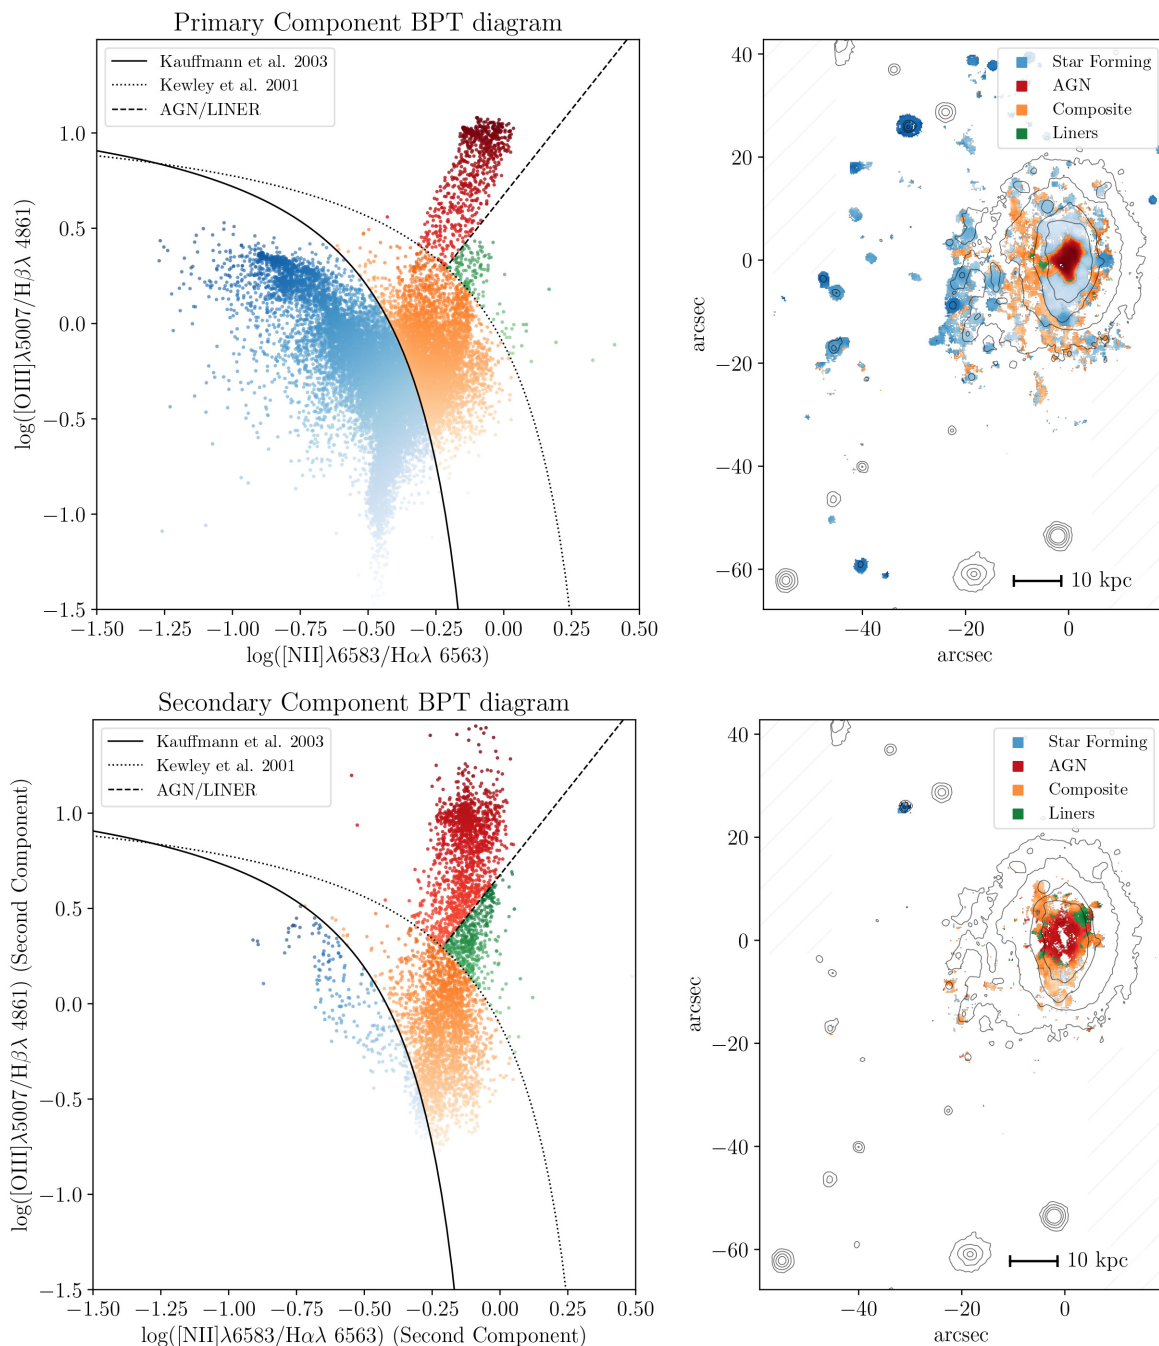 Primary Component BPT diagram
Kauffmann et al. 2003
Kewley et al. 2001
AGN/LINER
log([OIII]λ5007/Hβλ 4861)
1.0
0.5
0.0
−0.5
−1.0
−1.5
−1.50 −1.25 −1.00 −0.75 −0.50 −0.25 0.00 0.25 0.50
log([NII]λ6583/Hαλ 6563)
Star Forming
AGN
Composite
Liners
arcsec
40
20
0
−20
−40
−60
10 kpc
−40 −20 0
arcsec
Secondary Component BPT diagram
Kauffmann et al. 2003
Kewley et al. 2001
AGN/LINER
log([OIII]λ5007/Hβλ 4861) (Second Component)
1.0
0.5
0.0
−0.5
−1.0
−1.5
−1.50 −1.25 −1.00 −0.75 −0.50 −0.25 0.00 0.25 0.50
log([NII]λ6583/Hαλ 6563) (Second Component)
Star Forming
AGN
Composite
Liners
arcsec
40
20
0
−20
−40
−60
10 kpc
−40 −20 0
arcsec